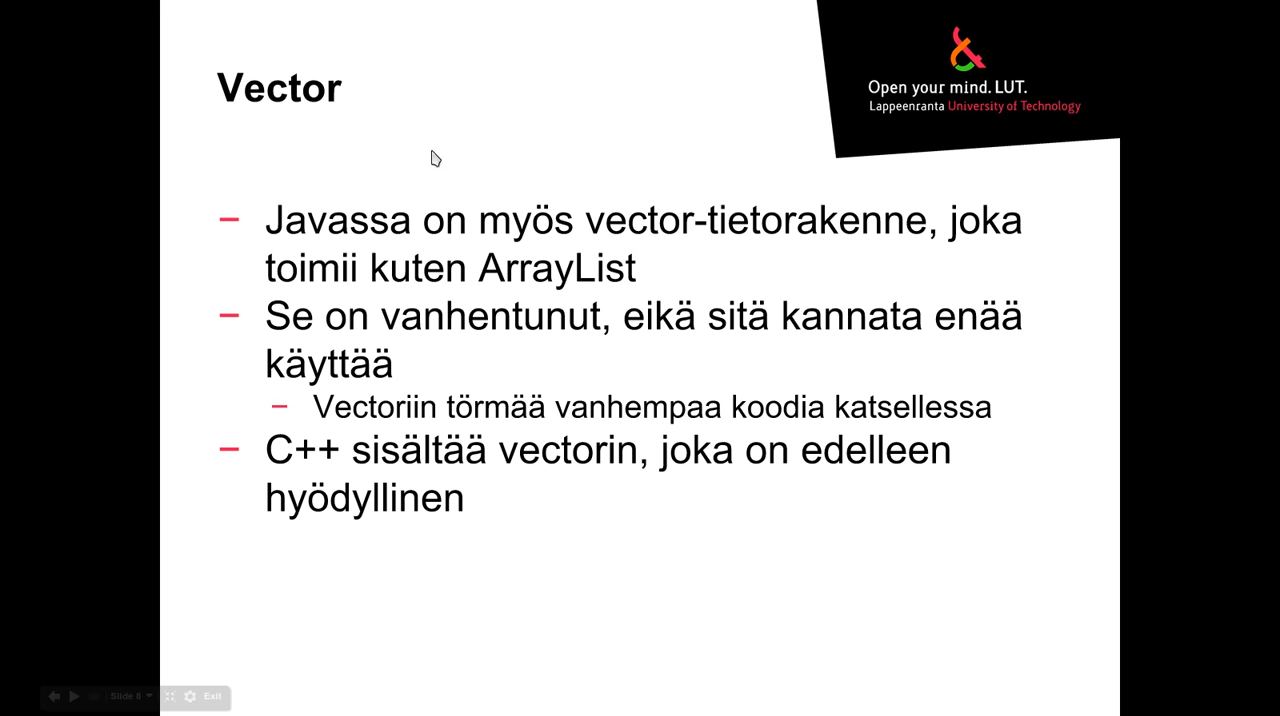 Vector
Open your mind. LUT.
Lappeenranta University of Technology
– Javassa on myös vector-tietorakenne, joka
toimii kuten ArrayList
– Se on vanhentunut, eikä sitä kannata enää
käyttää
– Vectoriin törmää vanhempaa koodia katsellessa
– C++ sisältää vectorin, joka on edelleen
hyödyllinen
Slide 8 Exit